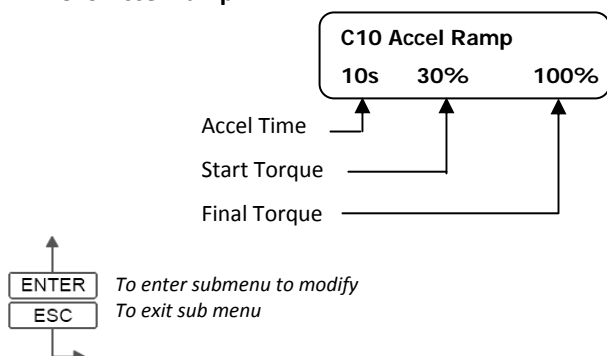 C10 Accel Ramp
10s 30% 100%
Accel Time
Start Torque
Final Torque
ENTER To enter submenu to modify
ESC To exit sub menu